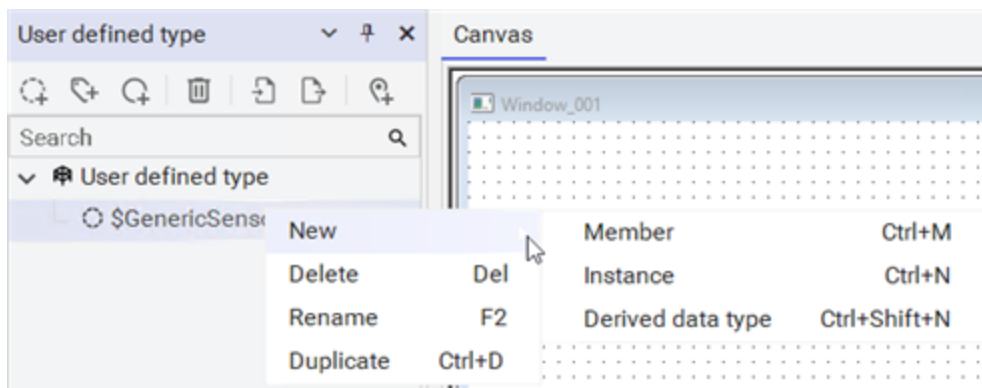 User defined type
Canvas
Window_001
Search
User defined type
$GenericSenso
New
Member Ctrl+M
Delete Del
Instance Ctrl+N
Rename F2
Derived data type Ctrl+Shift+N
Duplicate Ctrl+D